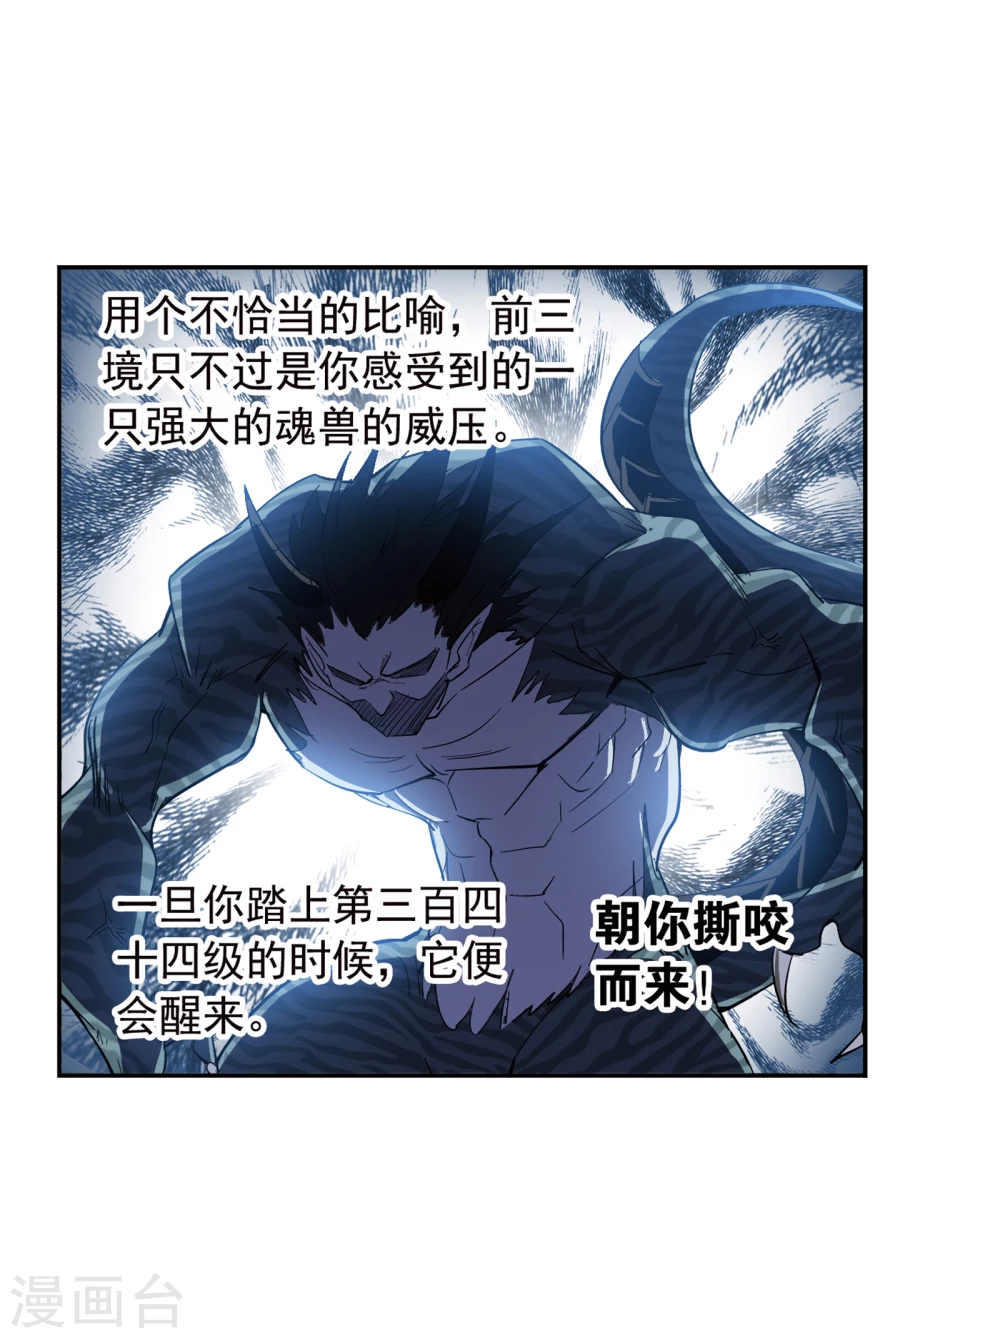 用个不恰当的比喻，前三
境只不过是你感受到的一
只强大的魂兽的威压。
一旦你踏上第三百四
十四级的时候，它便
会醒来。
朝你撕咬
而来！
漫画台